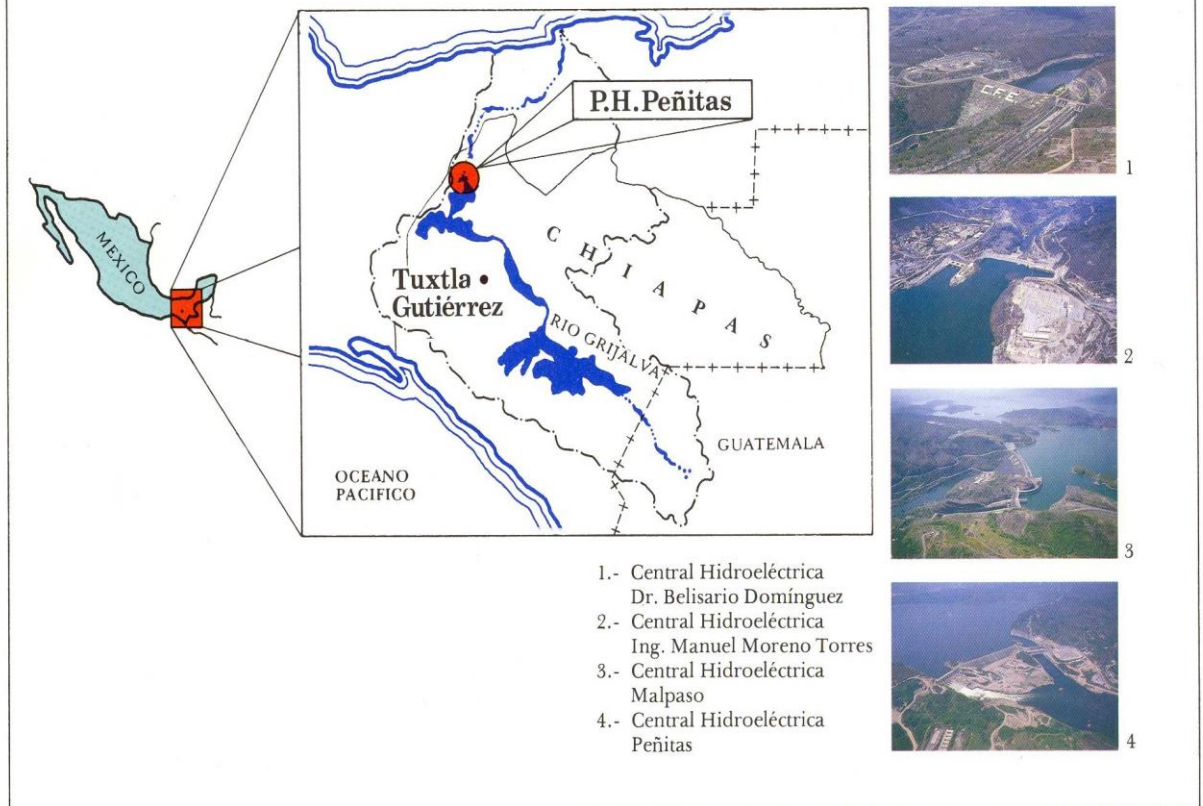 P.H.Peñitas
MEXICO
CHIAPAS
Tuxtla
Gutiérrez
RIO GRIJALVA
GUATEMALA
OCEANO
PACIFICO
C.F.E.
1
2
3
4
1.- Central Hidroeléctrica
Dr. Belisario Domínguez
2.- Central Hidroeléctrica
Ing. Manuel Moreno Torres
3.- Central Hidroeléctrica
Malpaso
4.- Central Hidroeléctrica
Peñitas